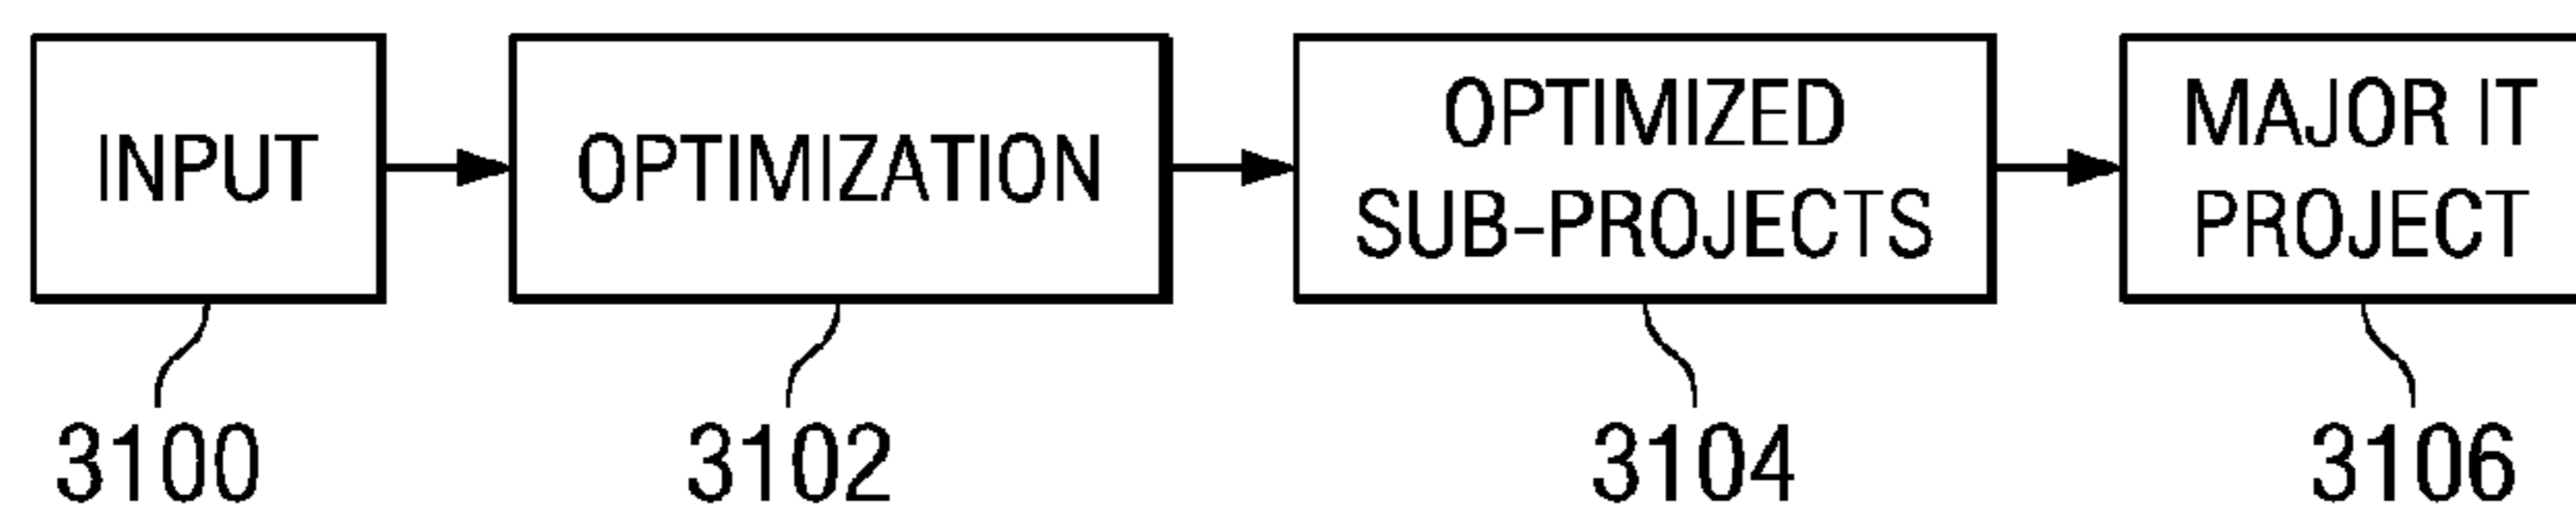 INPUT
OPTIMIZATION
OPTIMIZED
SUB-PROJECTS
MAJOR IT
PROJECT
3100
3102
3104
3106